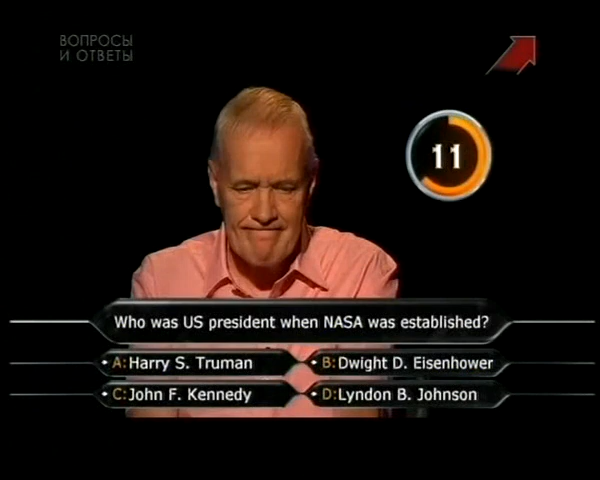 ВОПРОСЫ
И ОТВЕТЫ
11
Who was US president when NASA was established?
A: Harry S. Truman
B: Dwight D. Eisenhower
C: John F. Kennedy
D: Lyndon B. Johnson